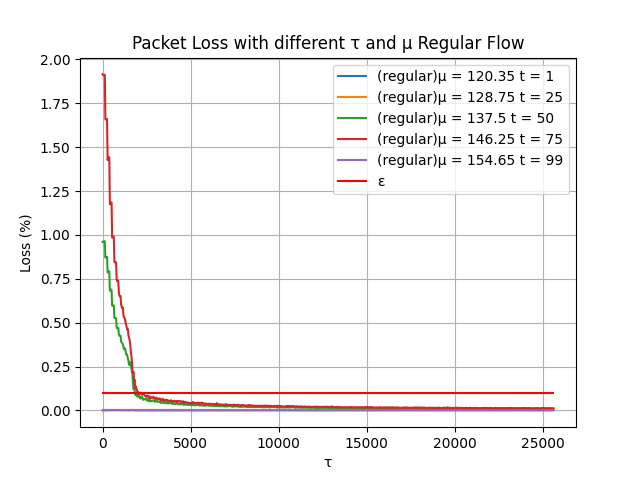 Packet Loss with different τ and μ Regular Flow
2.00
1.75
1.50
1.25
1.00
0.75
0.50
0.25
0.00
Loss (%)
(regular)μ = 120.35 t = 1
(regular)μ = 128.75 t = 25
(regular)μ = 137.5 t = 50
(regular)μ = 146.25 t = 75
(regular)μ = 154.65 t = 99
ε
0 5000 10000 15000 20000 25000
τ